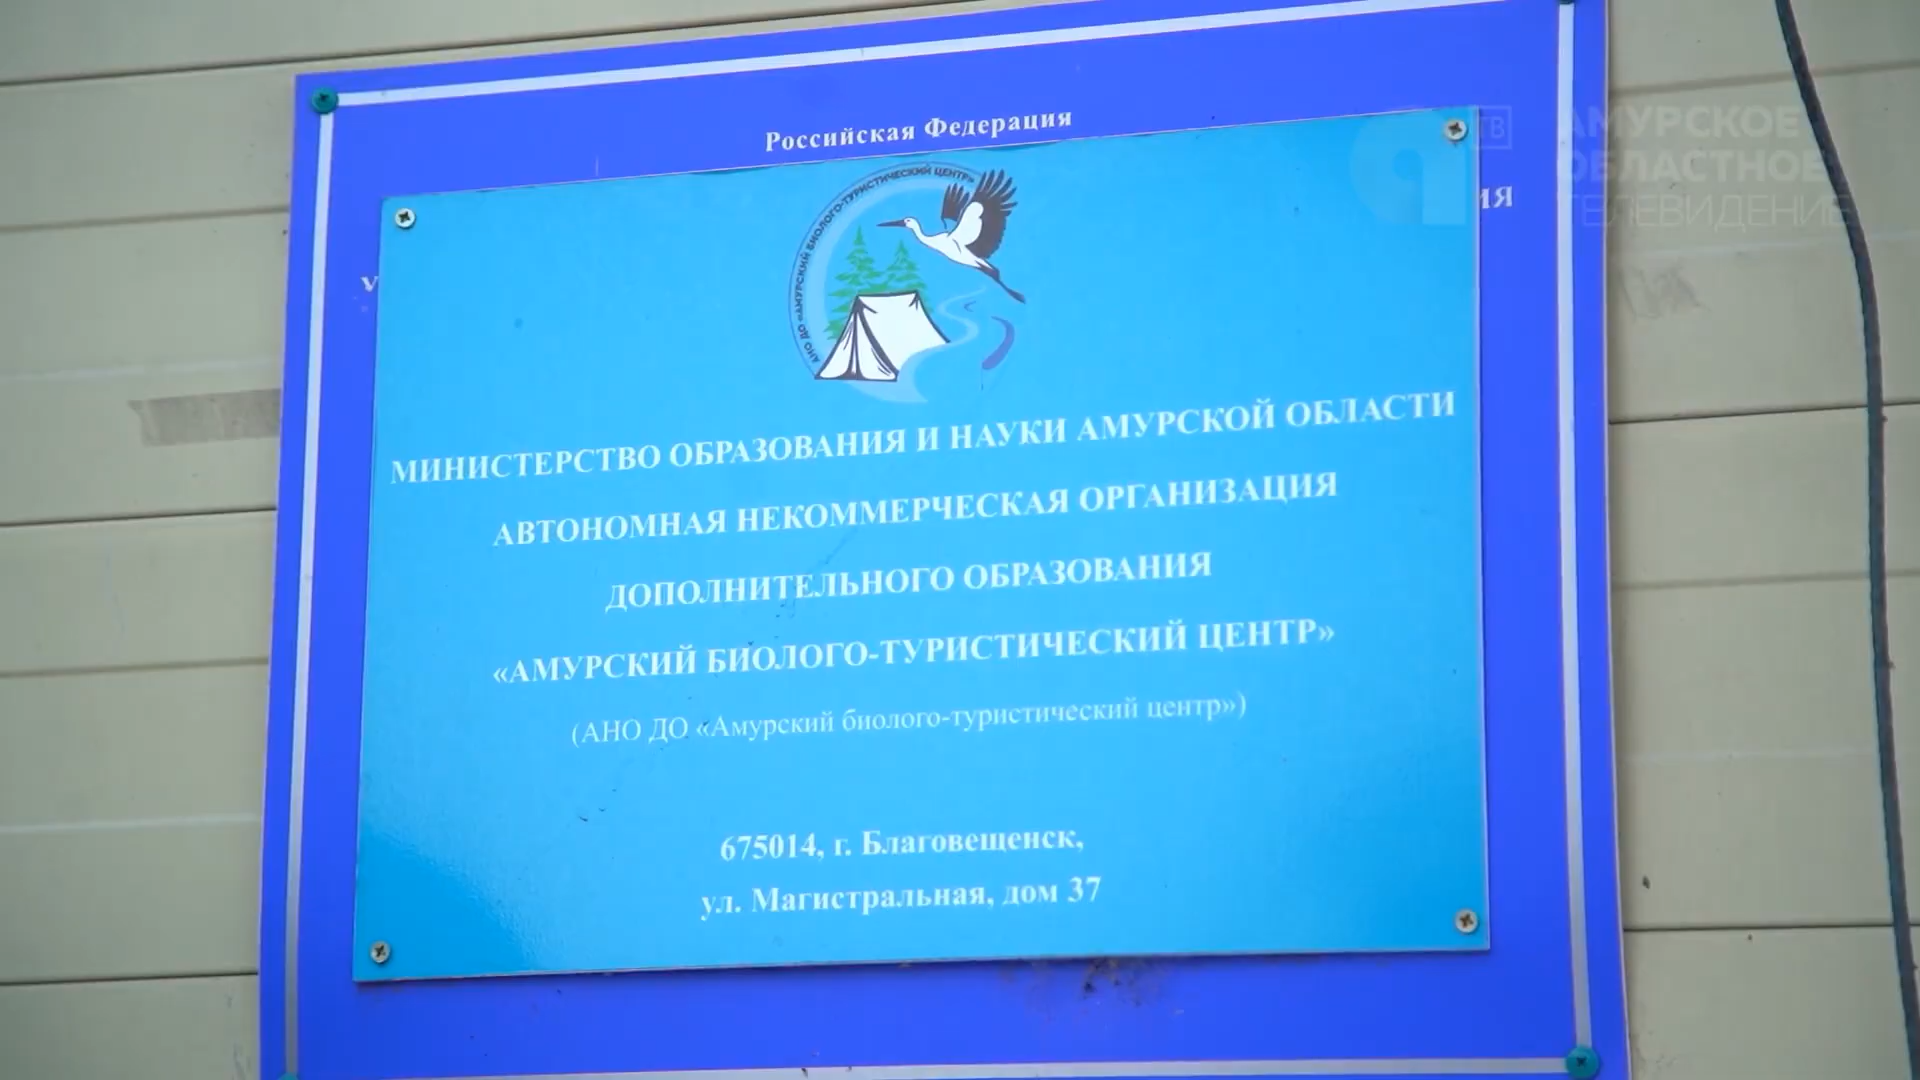 Российская Федерация
АНО ДО «АМУРСКИЙ БИОЛОГО-ТУРИСТИЧЕСКИЙ ЦЕНТР»
МИНИСТЕРСТВО ОБРАЗОВАНИЯ И НАУКИ АМУРСКОЙ ОБЛАСТИ
АВТОНОМНАЯ НЕКОММЕРЧЕСКАЯ ОРГАНИЗАЦИЯ
ДОПОЛНИТЕЛЬНОГО ОБРАЗОВАНИЯ
«АМУРСКИЙ БИОЛОГО-ТУРИСТИЧЕСКИЙ ЦЕНТР»
(АНО ДО «Амурский биолого-туристический центр»)
675014, г. Благовещенск,
ул. Магистральная, дом 37
ТВ
АМУРСКОЕ
ОБЛАСТНОЕ
ТЕЛЕВИДЕНИЕ